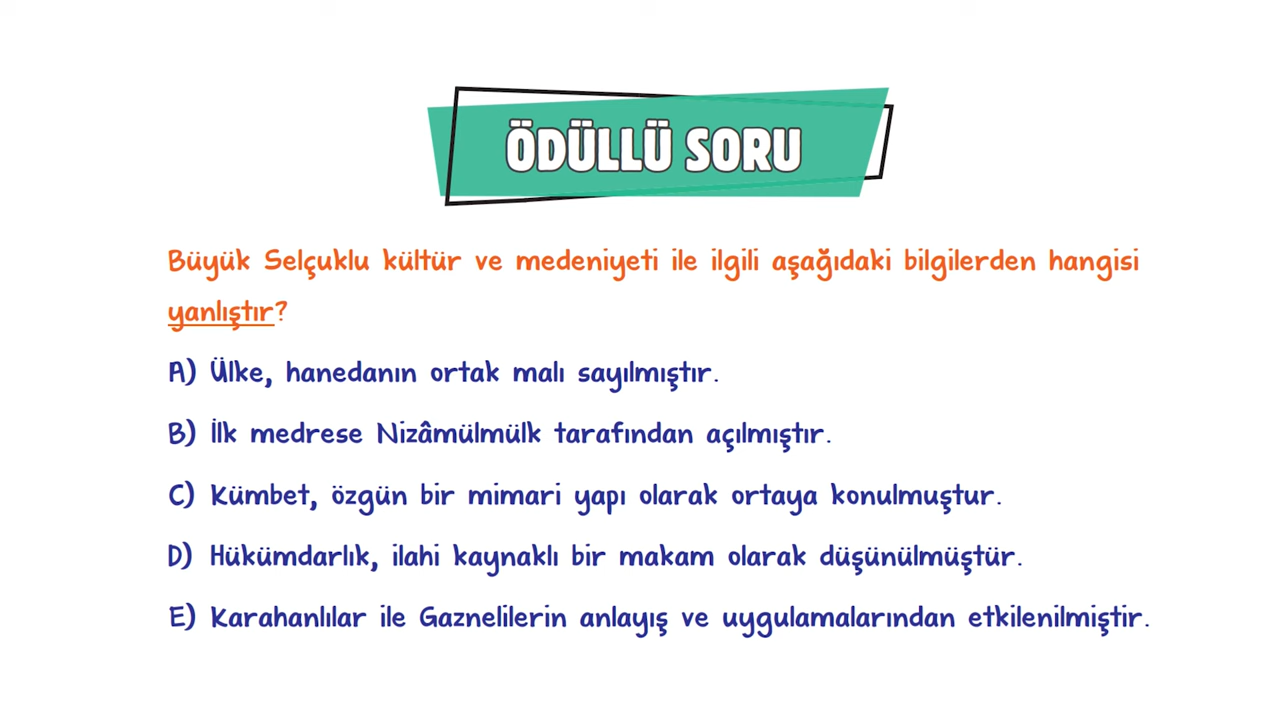 ÖDÜLLÜ SORU
Büyük Selçuklu kültür ve medeniyeti ile ilgili aşağıdaki bilgilerden hangisi
yanlıştır?
A) Ülke, hanedanın ortak malı sayılmıştır.
B) İlk medrese Nizâmülmülk tarafından açılmıştır.
C) Kümbet, özgün bir mimari yapı olarak ortaya konulmuştur.
D) Hükümdarlık, ilahi kaynaklı bir makam olarak düşünülmüştür.
E) Karahanlılar ile Gaznelilerin anlayış ve uygulamalarından etkilenilmiştir.